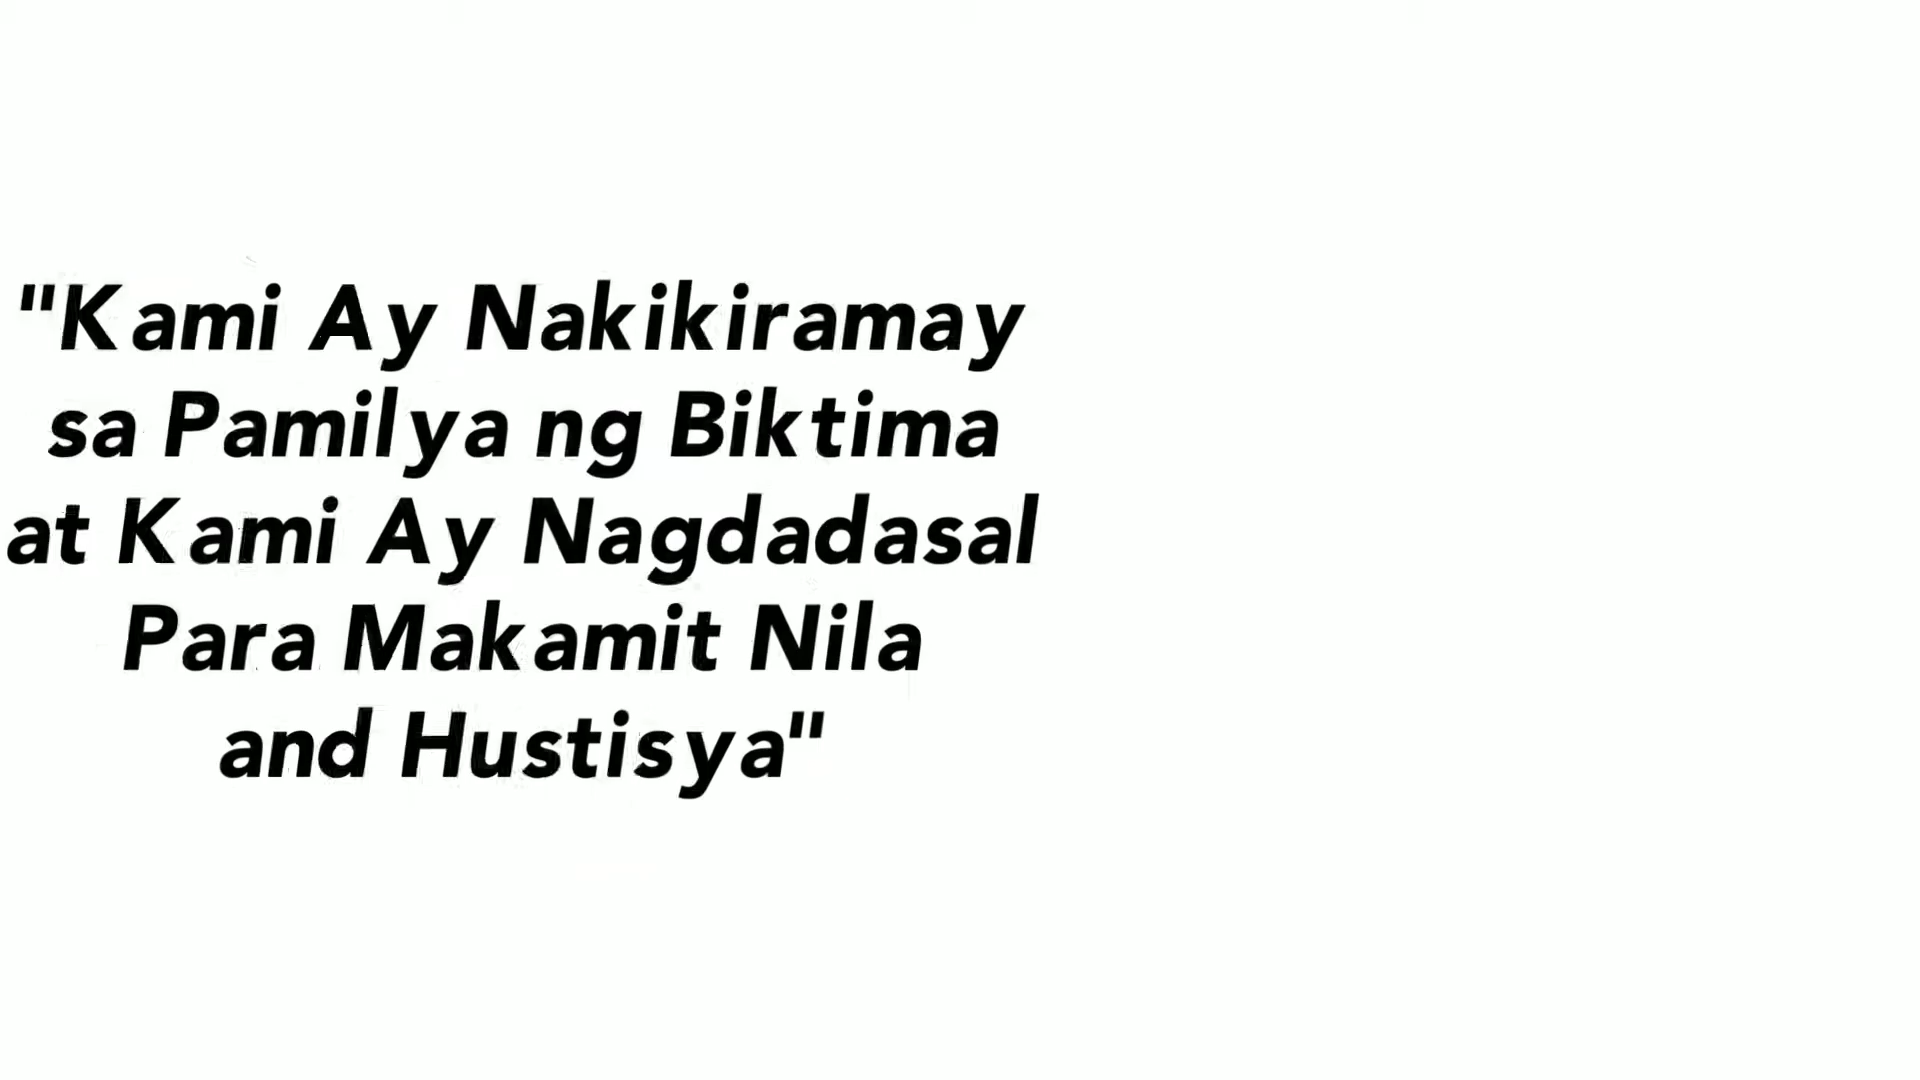 "Kami Ay Nakikiramay
sa Pamilya ng Biktima
at Kami Ay Nagdadasal
Para Makamit Nila
and Hustisya"